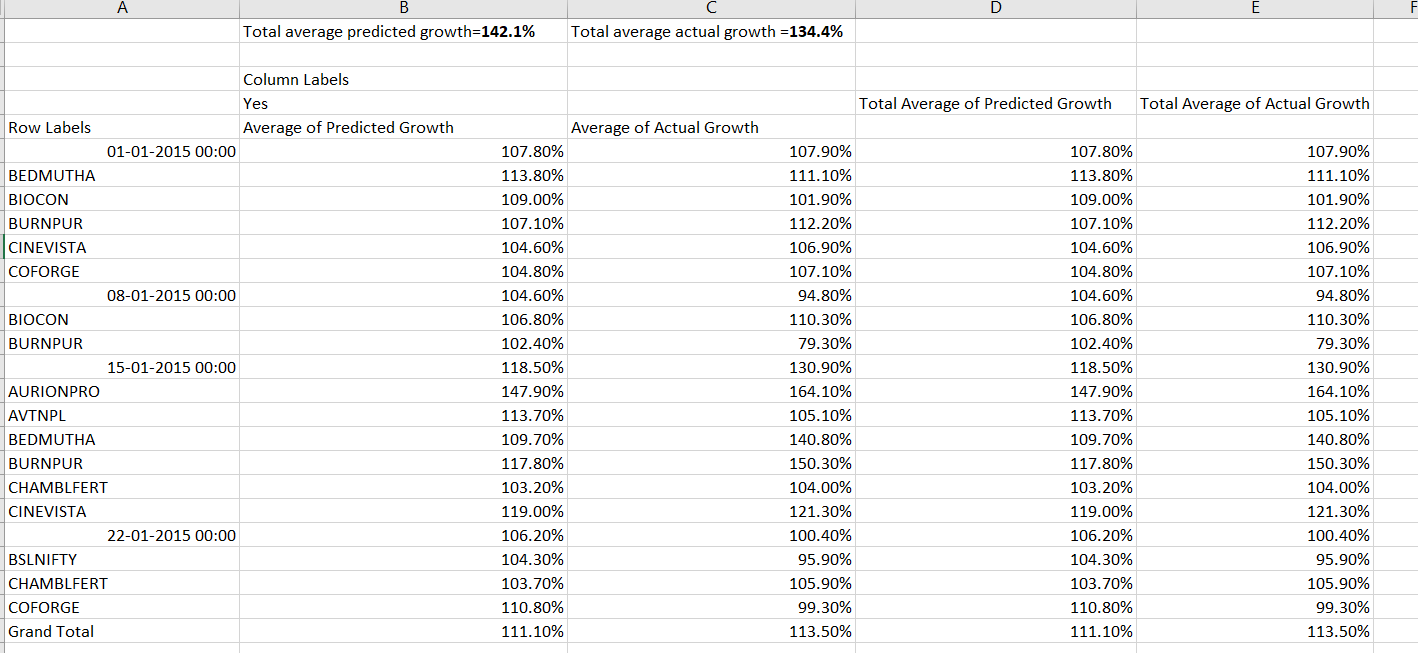 A B C D E F
Total average predicted growth=142.1% Total average actual growth =134.4%
Column Labels
Yes Total Average of Predicted Growth Total Average of Actual Growth
Row Labels Average of Predicted Growth Average of Actual Growth
01-01-2015 00:00 107.80% 107.90% 107.80% 107.90%
BEDMUTHA 113.80% 111.10% 113.80% 111.10%
BIOCON 109.00% 101.90% 109.00% 101.90%
BURNPUR 107.10% 112.20% 107.10% 112.20%
CINEVISTA 104.60% 106.90% 104.60% 106.90%
COFORGE 104.80% 107.10% 104.80% 107.10%
08-01-2015 00:00 104.60% 94.80% 104.60% 94.80%
BIOCON 106.80% 110.30% 106.80% 110.30%
BURNPUR 102.40% 79.30% 102.40% 79.30%
15-01-2015 00:00 118.50% 130.90% 118.50% 130.90%
AURIONPRO 147.90% 164.10% 147.90% 164.10%
AVTNPL 113.70% 105.10% 113.70% 105.10%
BEDMUTHA 109.70% 140.80% 109.70% 140.80%
BURNPUR 117.80% 150.30% 117.80% 150.30%
CHAMBLFERT 103.20% 104.00% 103.20% 104.00%
CINEVISTA 119.00% 121.30% 119.00% 121.30%
22-01-2015 00:00 106.20% 100.40% 106.20% 100.40%
BSLNIFTY 104.30% 95.90% 104.30% 95.90%
CHAMBLFERT 103.70% 105.90% 103.70% 105.90%
COFORGE 110.80% 99.30% 110.80% 99.30%
Grand Total 111.10% 113.50% 111.10% 113.50%